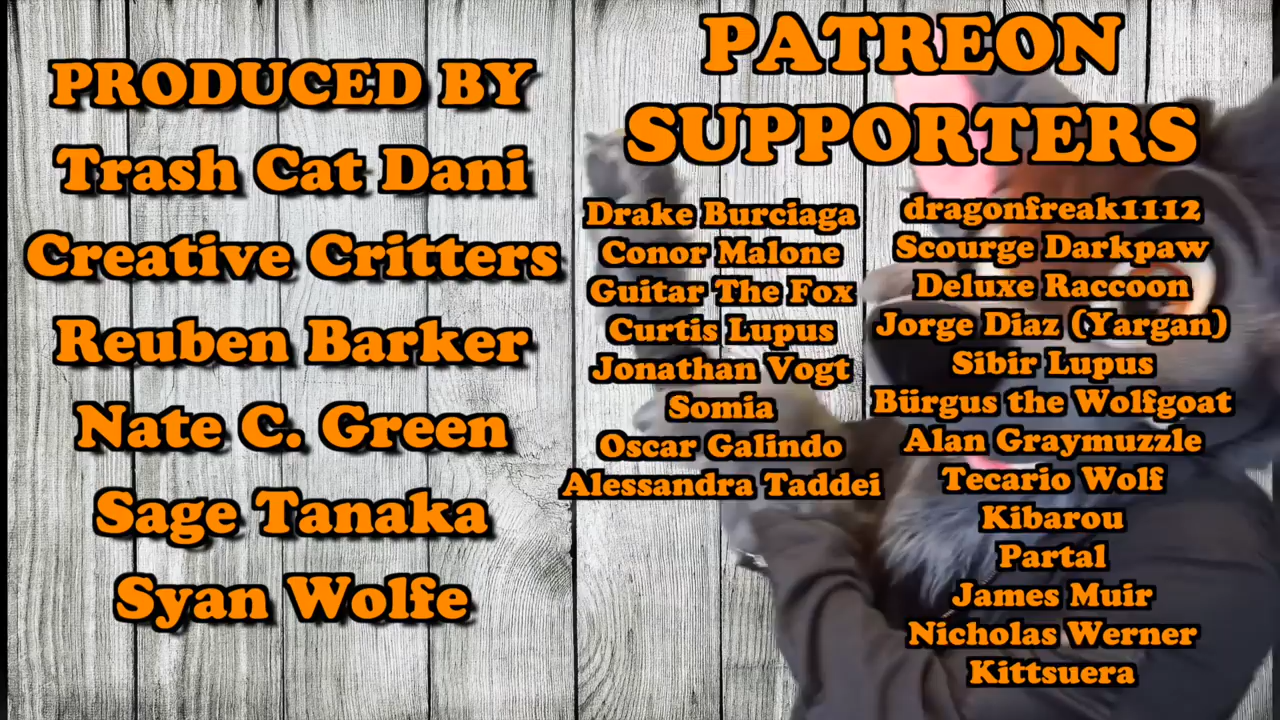 PRODUCED BY
Trash Cat Dani
Creative Critters
Reuben Barker
Nate C. Green
Sage Tanaka
Syan Wolfe
PATREON
SUPPORTERS
Drake Burciaga
Conor Malone
Guitar The Fox
Curtis Lupus
Jonathan Vogt
Somia
Oscar Galindo
Alessandra Taddei
dragonfreak1112
Scourge Darkpaw
Deluxe Raccoon
Jorge Diaz (Yargan)
Sibir Lupus
Bürgus the Wolfgoat
Alan Graymuzzle
Tecario Wolf
Kibarou
Partal
James Muir
Nicholas Werner
Kittsuera